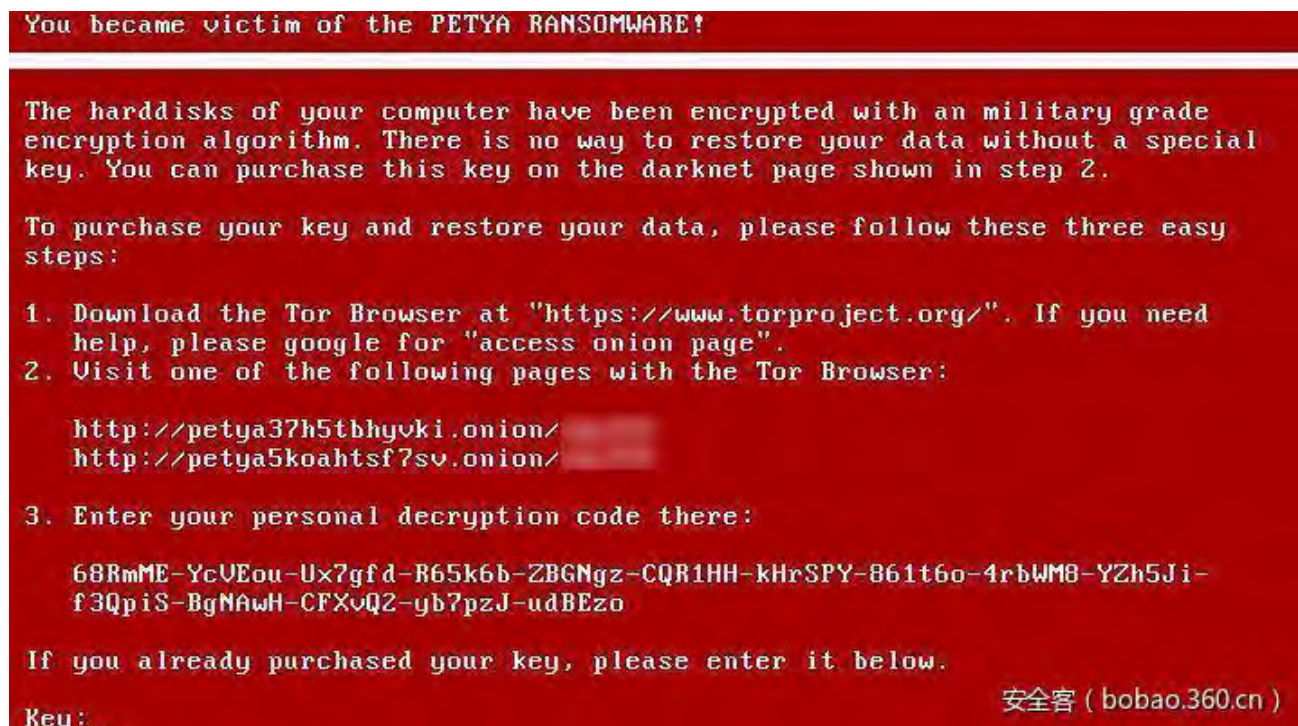 You became victim of the PETYA RANSOMWARE!
The harddisks of your computer have been encrypted with an military grade
encryption algorithm. There is no way to restore your data without a special
key. You can purchase this key on the darknet page shown in step 2.
To purchase your key and restore your data, please follow these three easy
steps:
1. Download the Tor Browser at "https://www.torproject.org/". If you need
help, please google for "access onion page".
2. Visit one of the following pages with the Tor Browser:
http://petya37h5tbhyvki.onion/
http://petya5koahtsf7sv.onion/
3. Enter your personal decryption code there:
68RmME-YcVEou-Ux7gfd-R65k6b-ZBGNgz-CQR1HH-kHrSPY-861t6o-4rbWM8-YZh5Ji-
f3QpiS-BgNAwH-CFXvQ2-yb7pzJ-udBEzo
If you already purchased your key, please enter it below.
Key:
安全客 ( bobao.360.cn )